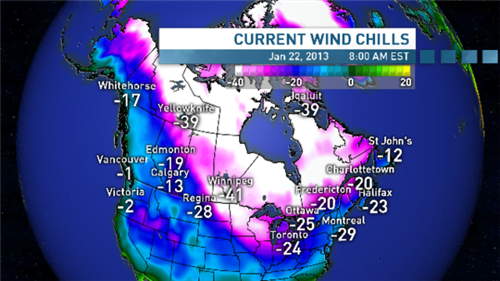 CURRENT WIND CHILLS
Jan 22, 2013 8:00 AM EST
-40 -20 0 20
Whitehorse
-17
Yellowknife
-39
Iqaluit
-39
St John's
-12
Vancouver
-1
Edmonton
-19
Calgary
-13
Victoria
-2
Regina
-28
Winnipeg
-41
Charlottetown
-20
Fredericton
-20
Halifax
-23
Ottawa
-25
Montreal
-29
Toronto
-24